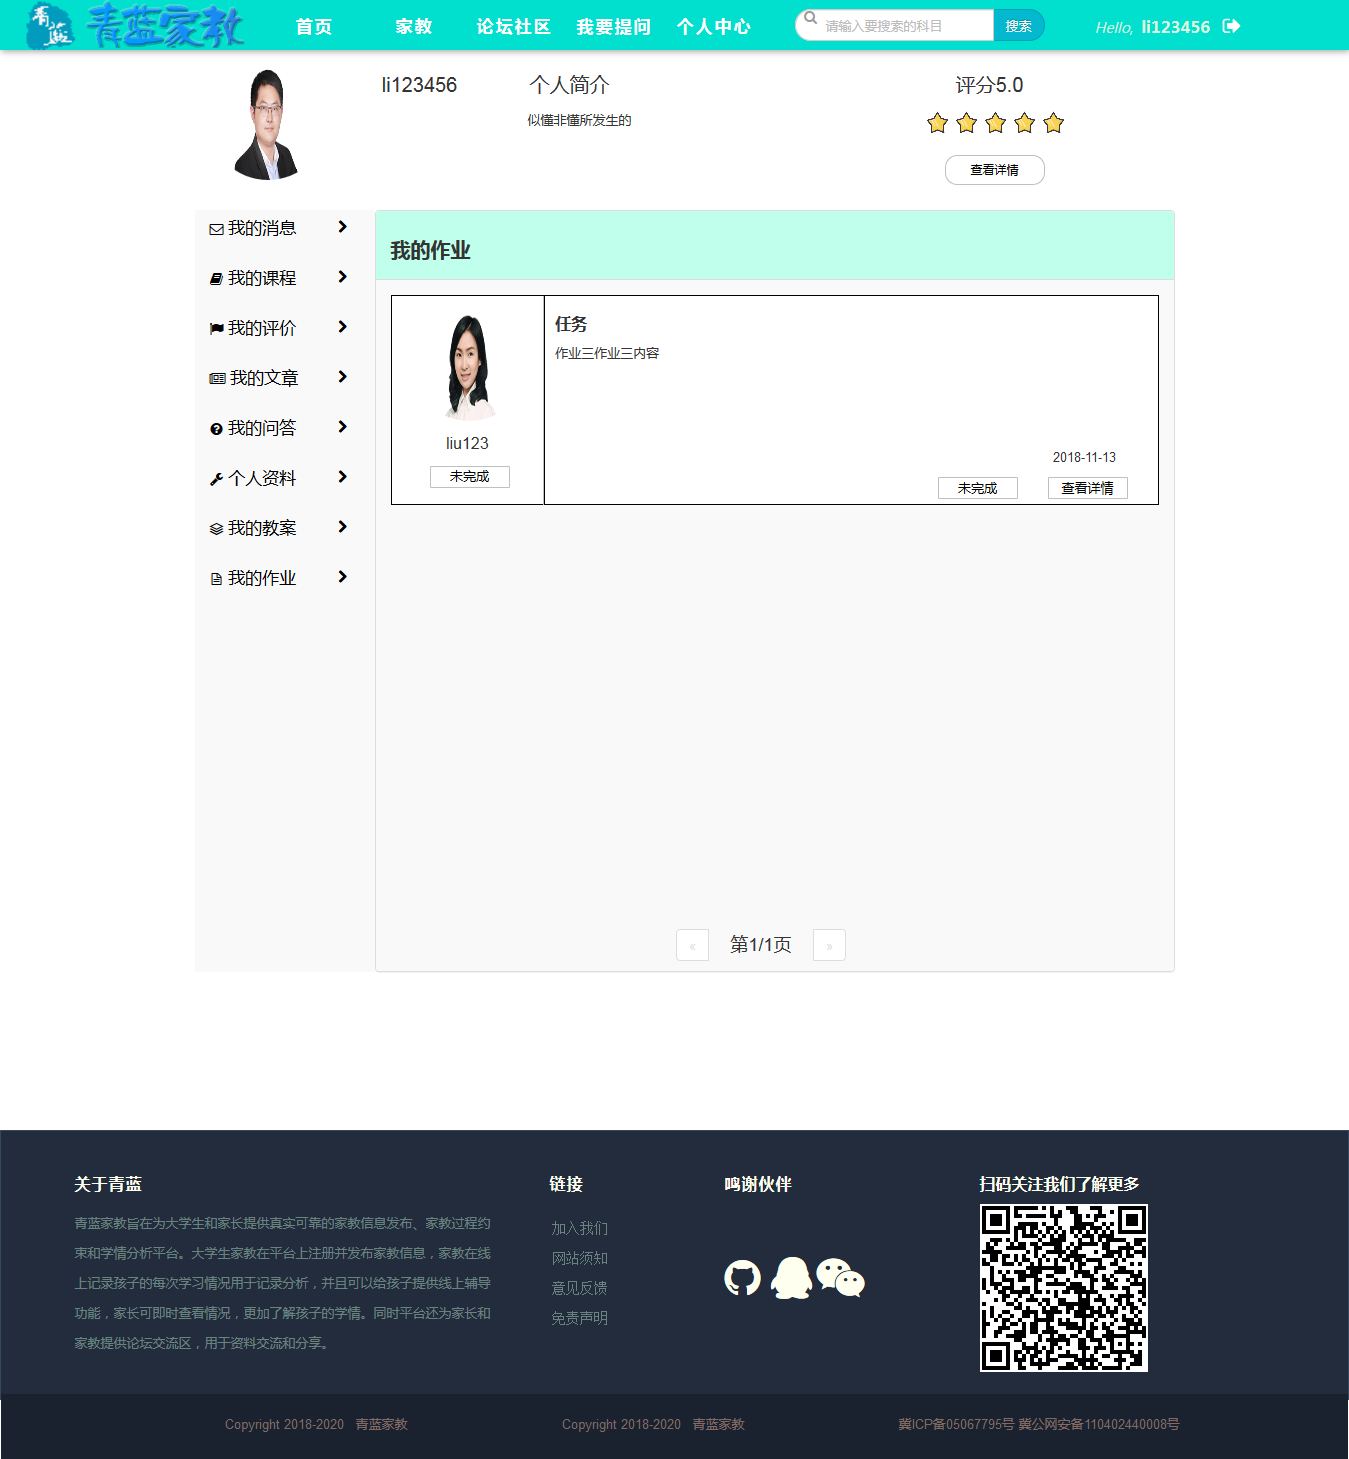 青蓝 青蓝家教 首页 家教 论坛社区 我要提问 个人中心 请输入要搜索的科目 搜索 Hello, li123456
li123456 个人简介 评分5.0
似懂非懂所发生的
查看详情
我的消息
我的课程
我的评价
我的文章
我的问答
个人资料
我的教案
我的作业
我的作业
liu123
未完成
任务
作业三作业三内容
2018-11-13
未完成 查看详情
« 第1/1页 »
关于青蓝
青蓝家教旨在为大学生和家长提供真实可靠的家教信息发布、家教过程约
束和学情分析平台。大学生家教在平台上注册并发布家教信息，家教在线
上记录孩子的每次学习情况用于记录分析，并且可以给孩子提供线上辅导
功能，家长可即时查看情况，更加了解孩子的学情。同时平台还为家长和
家教提供论坛交流区，用于资料交流和分享。
链接
加入我们
网站须知
意见反馈
免责声明
鸣谢伙伴
扫码关注我们了解更多
Copyright 2018-2020 青蓝家教 Copyright 2018-2020 青蓝家教 冀ICP备05067795号 冀公网安备110402440008号